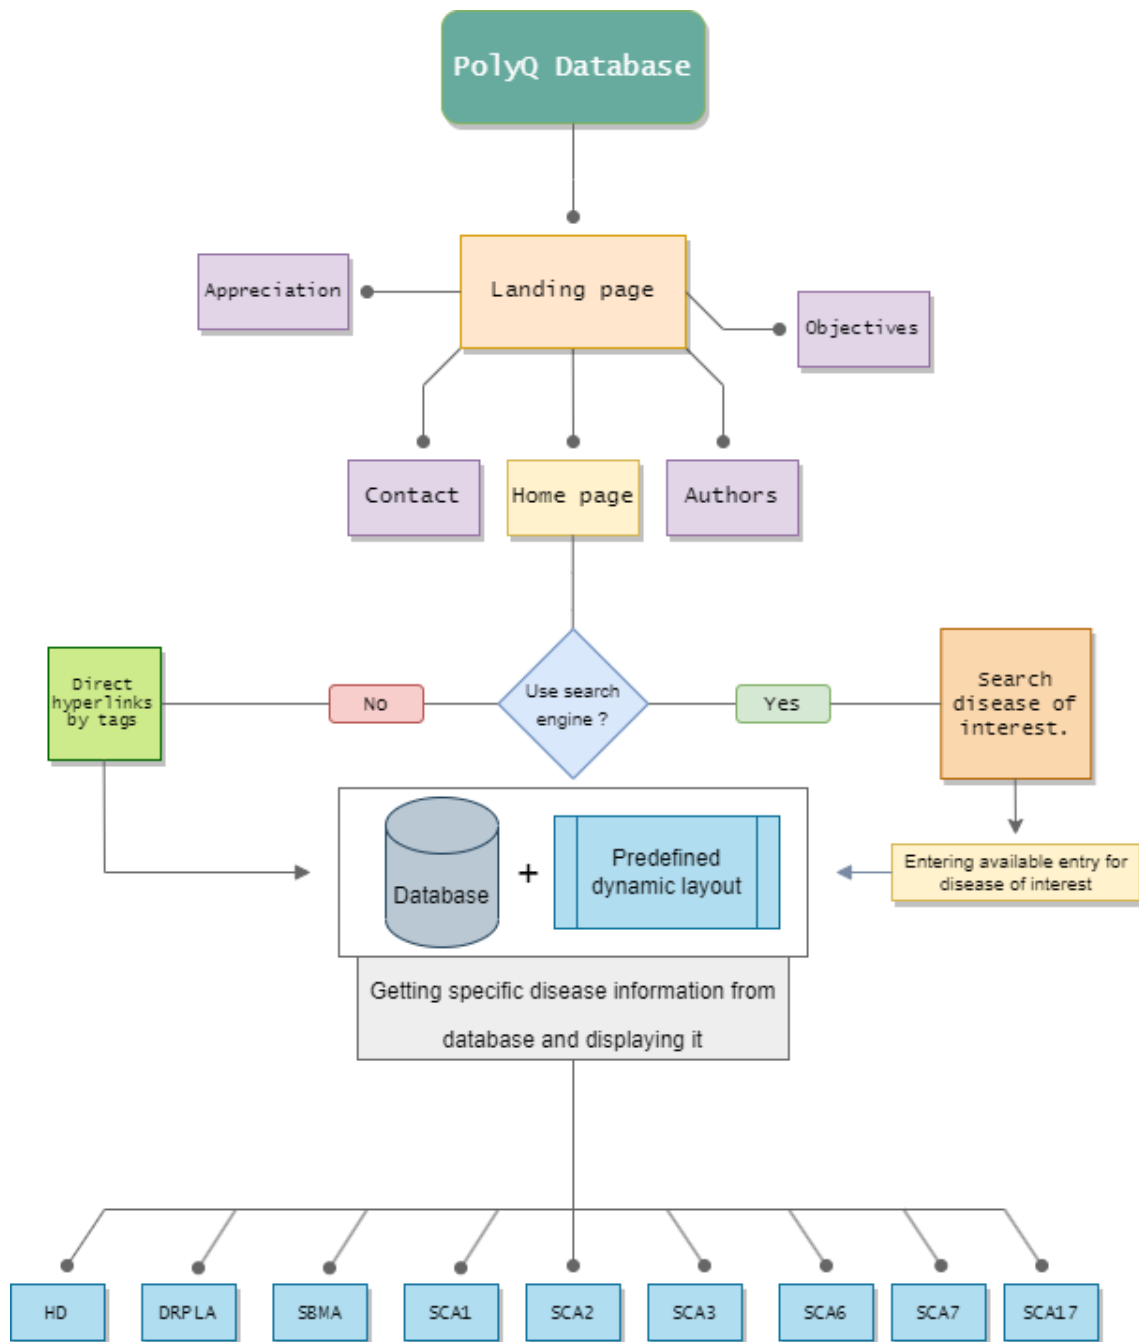 PolyQ Database
Appreciation
Landing page
Objectives
Contact
Home page
Authors
Direct
hyperlinks
by tags
No
Use search
engine ?
Yes
Search
disease of
interest.
Database
+
Predefined
dynamic layout
Entering available entry for
disease of interest
Getting specific disease information from
database and displaying it
HD
DRPLA
SBMA
SCA1
SCA2
SCA3
SCA6
SCA7
SCA17